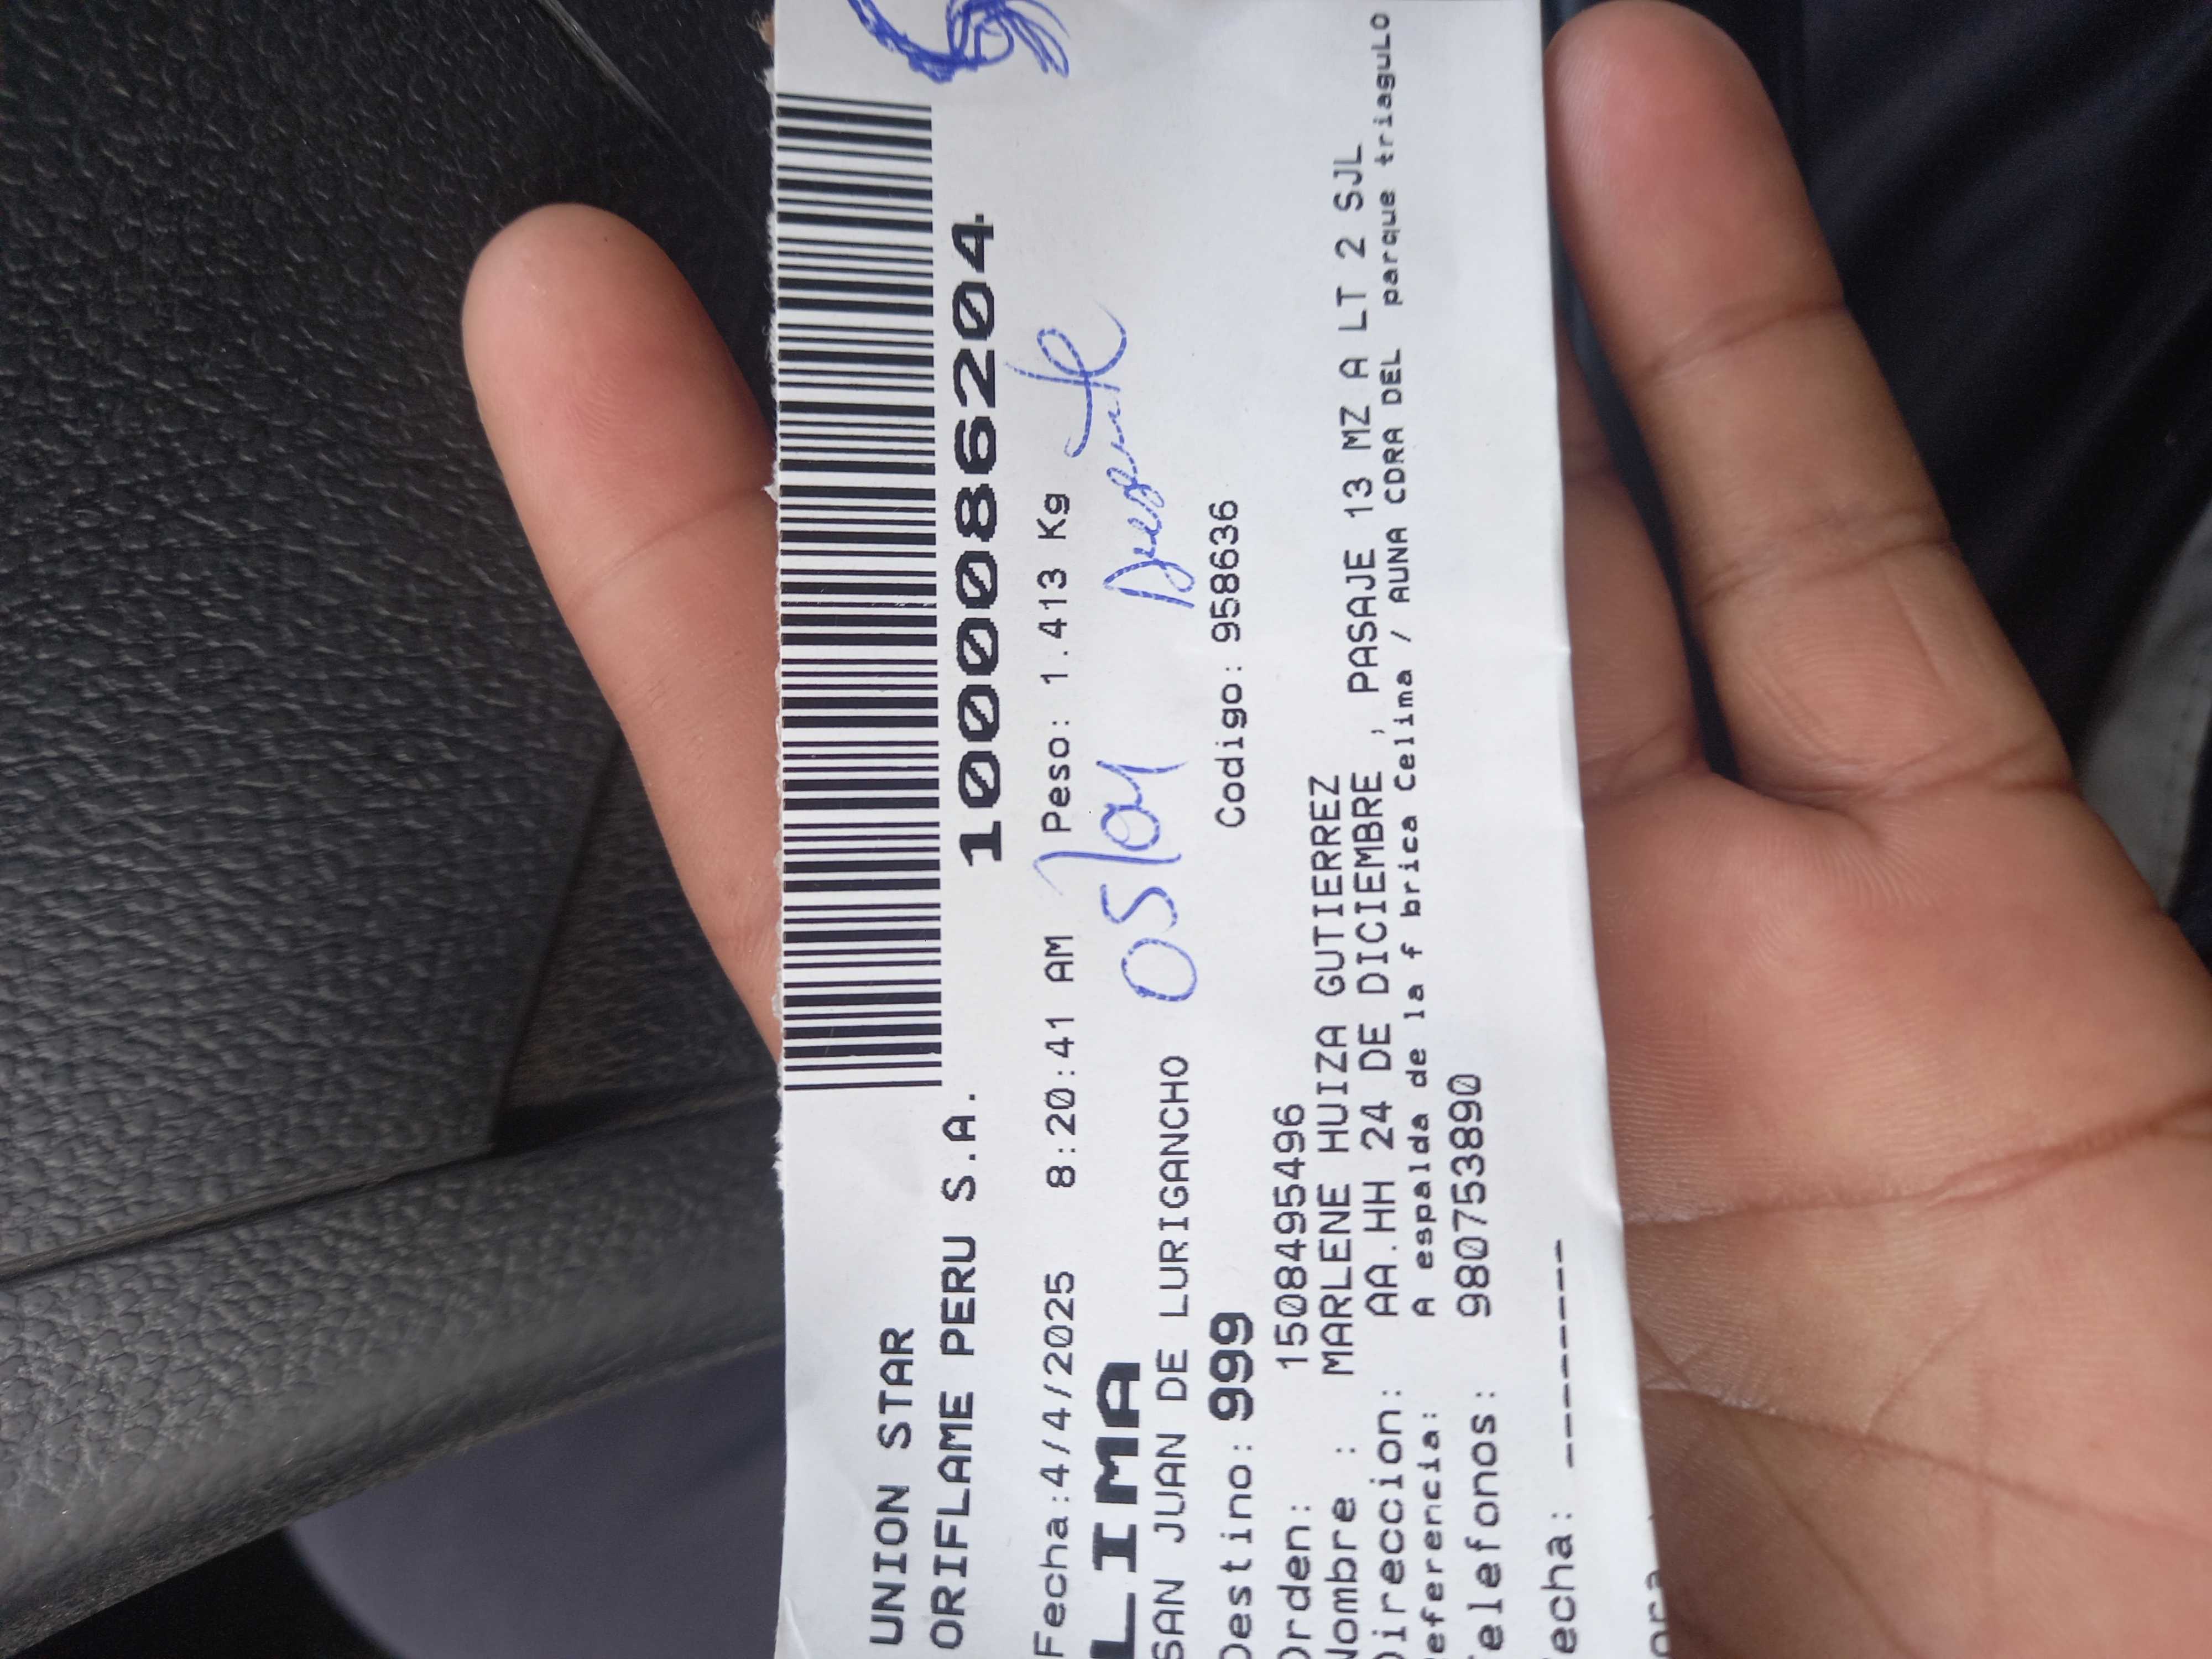 UNION STAR
ORIFLAME PERU S.A.
1000086204
Fecha:4/4/2025 8:20:41 AM Peso: 1.413 Kg
LIMA
05/04
SAN JUAN DE LURIGANCHO
Destino: 999 Codigo: 958636
Orden: 1508495496
Nombre : MARLENE HUIZA GUTIERREZ
Direccion: AA.HH 24 DE DICIEMBRE , PASAJE 13 MZ A LT 2 SJL
eferencia: A espalda de la f brica Celima / AUNA CDRA DEL parque triaguLo
Telefonos: 980753890
echa: --------